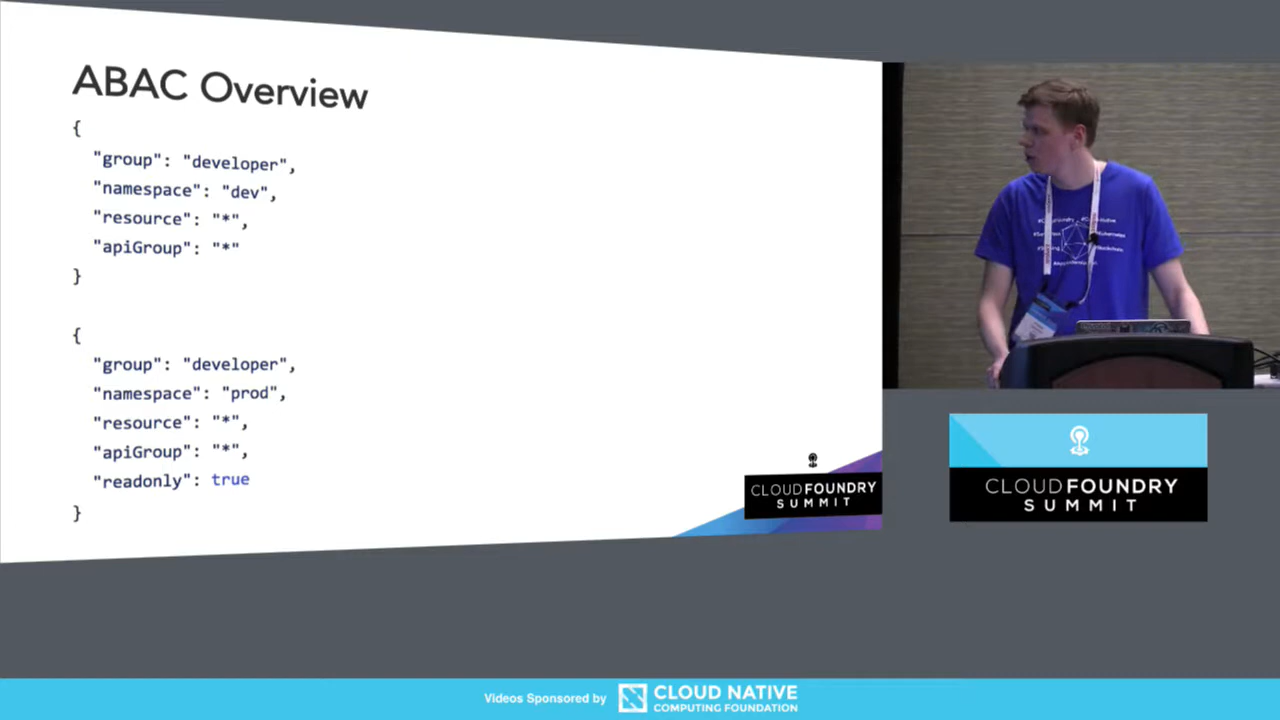 ABAC Overview
{
"group": "developer",
"namespace": "dev",
"resource": "*",
"apiGroup": "*"
}
{
"group": "developer",
"namespace": "prod",
"resource": "*",
"apiGroup": "*",
"readonly": true
}
CLOUDFOUNDRY
SUMMIT
CLOUDFOUNDRY
SUMMIT
Videos Sponsored by
CLOUD NATIVE
COMPUTING FOUNDATION